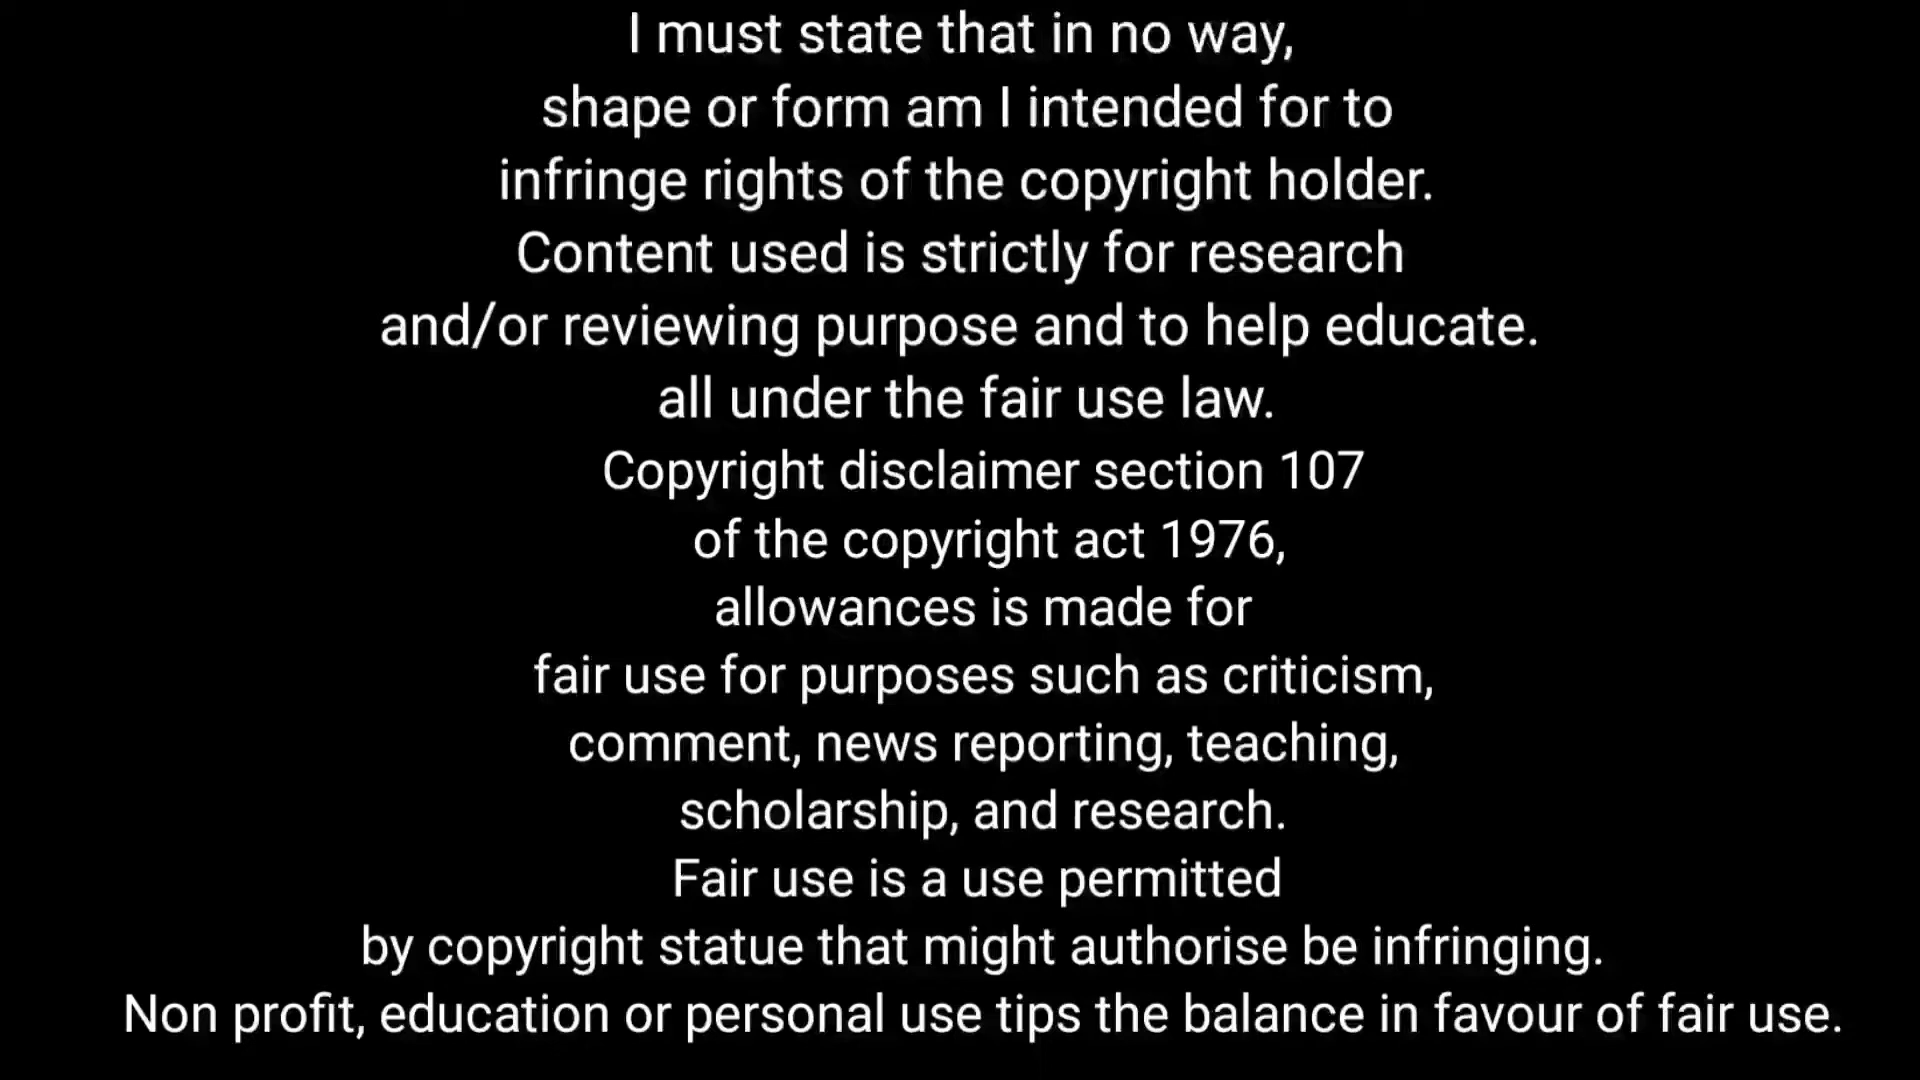 I must state that in no way,
shape or form am I intended for to
infringe rights of the copyright holder.
Content used is strictly for research
and/or reviewing purpose and to help educate.
all under the fair use law.
Copyright disclaimer section 107
of the copyright act 1976,
allowances is made for
fair use for purposes such as criticism,
comment, news reporting, teaching,
scholarship, and research.
Fair use is a use permitted
by copyright statue that might authorise be infringing.
Non profit, education or personal use tips the balance in favour of fair use.